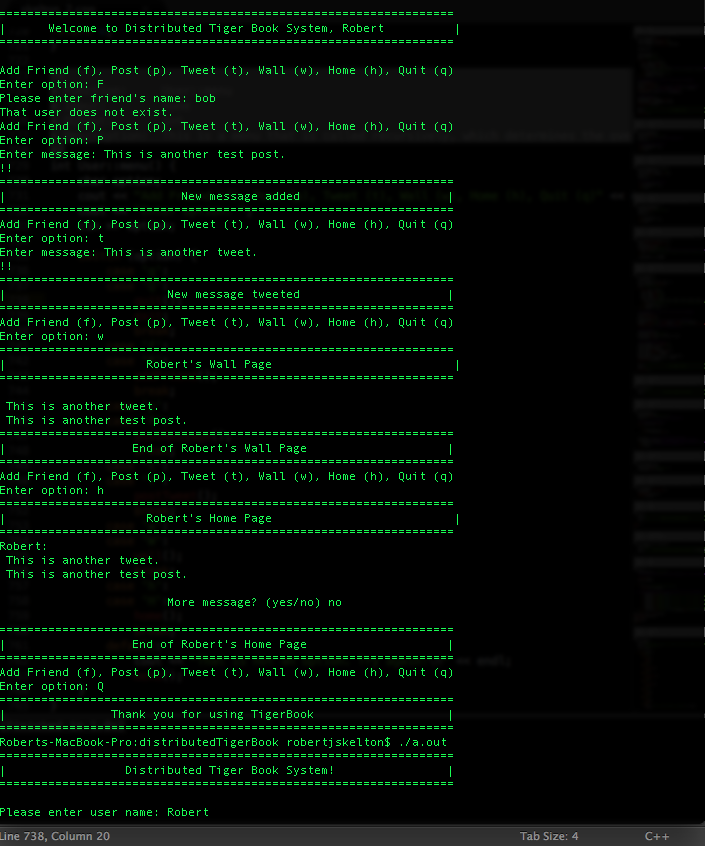 ================================================================
|      Welcome to Distributed Tiger Book System, Robert          |
================================================================
Add Friend (f), Post (p), Tweet (t), Wall (w), Home (h), Quit (q)
Enter option: F
Please enter friend's name: bob
That user does not exist.
Add Friend (f), Post (p), Tweet (t), Wall (w), Home (h), Quit (q)
Enter option: P
Enter message: This is another test post.
!!
================================================================
|                         New message added                     |
================================================================
Add Friend (f), Post (p), Tweet (t), Wall (w), Home (h), Quit (q)
Enter option: t
Enter message: This is another tweet.
!!
================================================================
|                       New message tweeted                     |
================================================================
Add Friend (f), Post (p), Tweet (t), Wall (w), Home (h), Quit (q)
Enter option: w
================================================================
|                    Robert's Wall Page                          |
================================================================
 This is another tweet.
 This is another test post.
================================================================
|                  End of Robert's Wall Page                    |
================================================================
Add Friend (f), Post (p), Tweet (t), Wall (w), Home (h), Quit (q)
Enter option: h
================================================================
|                    Robert's Home Page                          |
================================================================
Robert:
 This is another tweet.
 This is another test post.
                        More message? (yes/no) no
================================================================
|                  End of Robert's Home Page                    |
================================================================
Add Friend (f), Post (p), Tweet (t), Wall (w), Home (h), Quit (q)
Enter option: Q
================================================================
|               Thank you for using TigerBook                   |
================================================================
Roberts-MacBook-Pro:distributedTigerBook robertjskelton$ ./a.out
================================================================
|                 Distributed Tiger Book System!                |
================================================================
Please enter user name: Robert
Line 738, Column 20 Tab Size: 4 C++